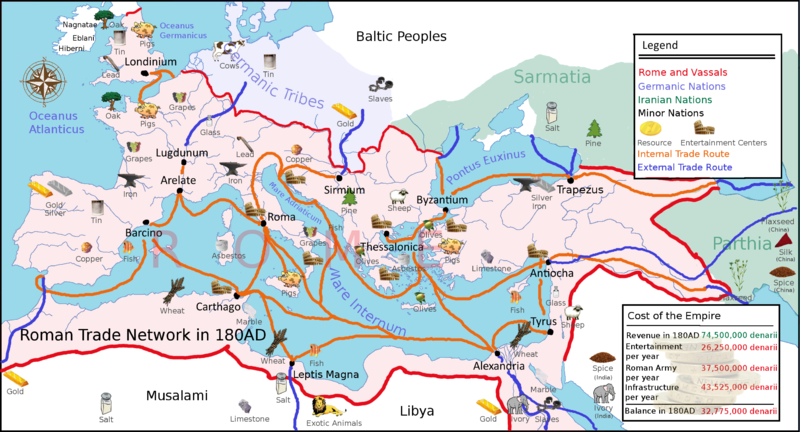 Nagnatae
Oak
Eblani
Hiberni
Pigs
Tin
Oceanus
Germanicus
Baltic Peoples
Londinium
Lead
Cows
Tin
Germanic Tribes
Slaves
Gold
Sarmatia
Salt
Pine
Legend
Rome and Vassals
Germanic Nations
Iranian Nations
Minor Nations
Resource
Entertainment Centers
Internal Trade Route
External Trade Route
Oceanus
Atlanticus
Oak
Pigs
Grapes
Glass
Grapes
Lugdunum
Lead
Copper
Iron
Iron
Arelate
Gold
Silver
Tin
Barcino
Copper
Fish
Mare Adriaticum
Roma
Sirmium
Pine
Sheep
Byzantium
Pontus Euxinus
Silver
Iron
Trapezus
Flaxseed
(China)
Silk
(China)
Spice
(China)
Parthia
Flaxseed
ROME
Asbestos
Grapes
Fish
Thessalonica
Olives
Pigs
Asbestos
Limestone
Antiocha
Olives
Pigs
Mare Internum
Wheat
Carthago
Marble
Fish
Glass
Sheep
Tyrus
Roman Trade Network in 180AD
Wheat
Fish
Leptis Magna
Alexandria
Wheat
Marble
Spice
(India)
Ivory
(India)
Gold
Musalami
Salt
Limestone
Salt
Exotic Animals
Libya
Gold
Ivory
Slaves
Cost of the Empire
Revenue in 180AD 74,500,000 denarii
Entertainment 26,250,000 denarii
per year
Roman Army 37,500,000 denarii
per year
Infrastructure 43,525,000 denarii
per year
Balance in 180AD 32,775,000 denarii